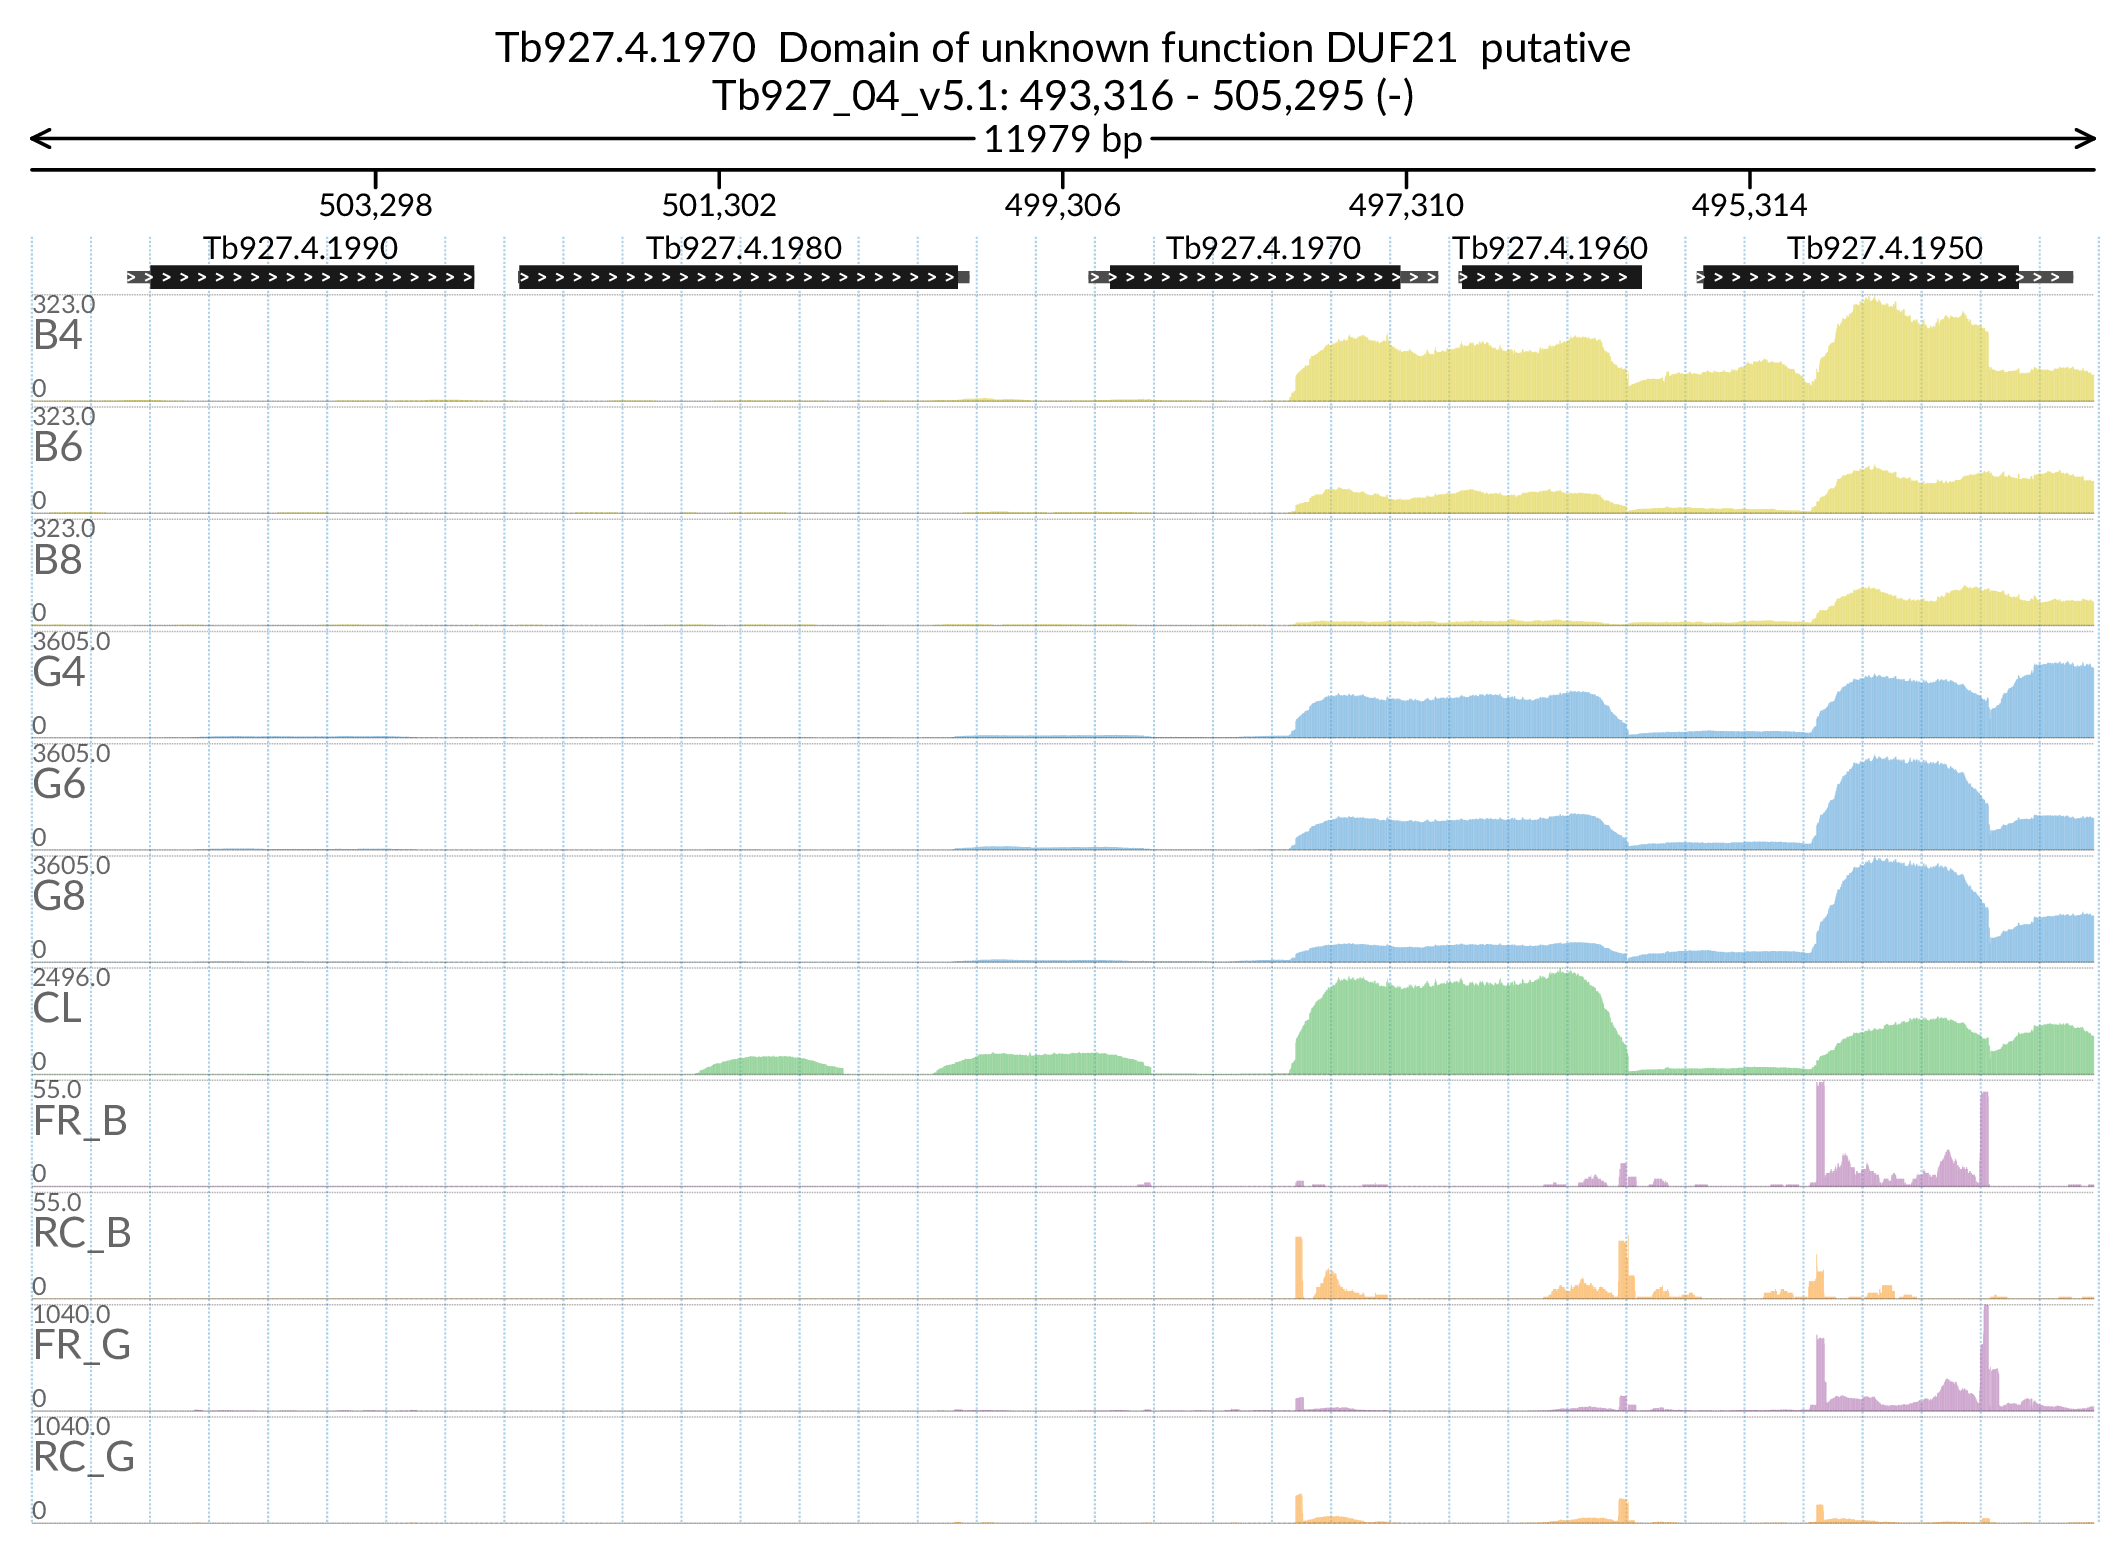 Tb927.4.1970  Domain of unknown function DUF21  putative
Tb927_04_v5.1: 493,316 - 505,295 (-)
11979 bp
503,298 501,302 499,306 497,310 495,314
Tb927.4.1990 Tb927.4.1980 Tb927.4.1970 Tb927.4.1960 Tb927.4.1950
323.0
B4
0
323.0
B6
0
323.0
B8
0
3605.0
G4
0
3605.0
G6
0
3605.0
G8
0
2496.0
CL
0
55.0
FR_B
0
55.0
RC_B
0
1040.0
FR_G
0
1040.0
RC_G
0